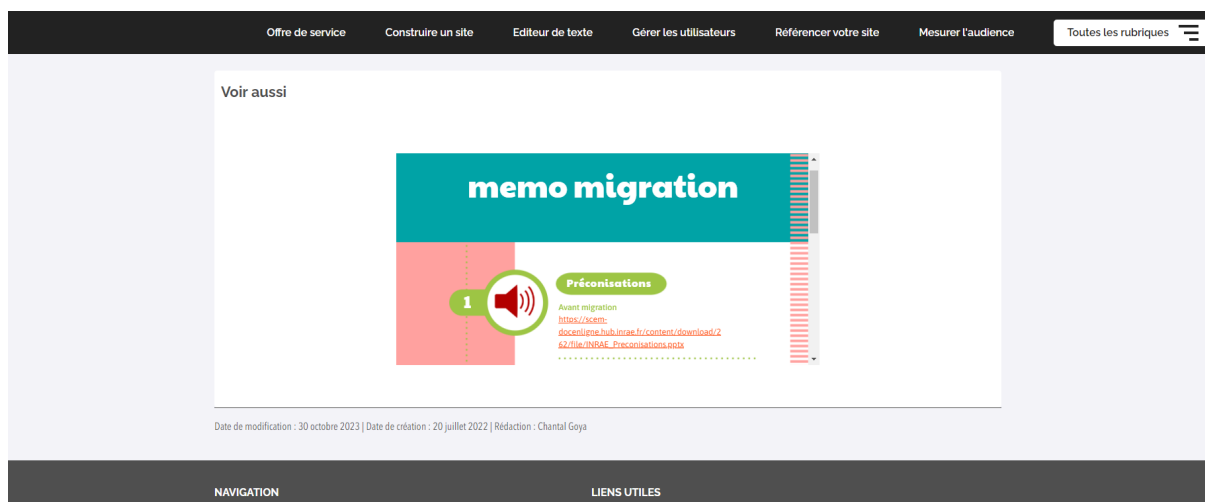 Offre de service Construire un site Editeur de texte Gérer les utilisateurs Référencer votre site Mesurer l'audience Toutes les rubriques
Voir aussi
memo migration
1
Préconisations
Avant migration
https://scem-
docenligne.hub.inrae.fr/content/download/2
62/file/INRAE_Preconisations.pptx
Date de modification : 30 octobre 2023 | Date de création : 20 juillet 2022 | Rédaction : Chantal Goya
NAVIGATION LIENS UTILES